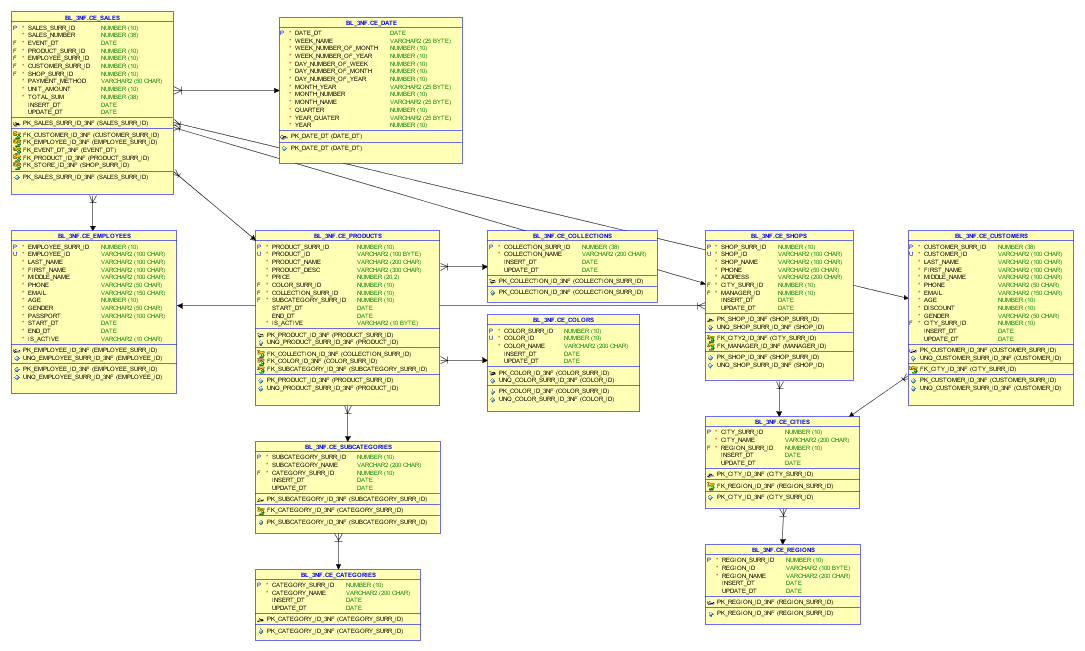 BL_3NF.CE_SALES
P * SALES_SURR_ID NUMBER (10)
* SALES_NUMBER NUMBER (38)
F * EVENT_DT DATE
F * PRODUCT_SURR_ID NUMBER (10)
F * EMPLOYEE_SURR_ID NUMBER (10)
F * CUSTOMER_SURR_ID NUMBER (10)
F * SHOP_SURR_ID NUMBER (10)
* PAYMENT_METHOD VARCHAR2 (50 CHAR)
* UNIT_AMOUNT NUMBER (10)
* TOTAL_SUM NUMBER (38)
INSERT_DT DATE
UPDATE_DT DATE
PK_SALES_SURR_ID_3NF (SALES_SURR_ID)
FK_CUSTOMER_ID_3NF (CUSTOMER_SURR_ID)
FK_EMPLOYEE_ID_3NF (EMPLOYEE_SURR_ID)
FK_EVENT_DT_3NF (EVENT_DT)
FK_PRODUCT_ID_3NF (PRODUCT_SURR_ID)
FK_STORE_ID_3NF (SHOP_SURR_ID)
PK_SALES_SURR_ID_3NF (SALES_SURR_ID)
BL_3NF.CE_DATE
P * DATE_DT DATE
* WEEK_NAME VARCHAR2 (25 BYTE)
* WEEK_NUMBER_OF_MONTH NUMBER (10)
* WEEK_NUMBER_OF_YEAR NUMBER (10)
* DAY_NUMBER_OF_WEEK NUMBER (10)
* DAY_NUMBER_OF_MONTH NUMBER (10)
* DAY_NUMBER_OF_YEAR NUMBER (10)
* MONTH_YEAR VARCHAR2 (25 BYTE)
* MONTH_NUMBER NUMBER (10)
* MONTH_NAME VARCHAR2 (25 BYTE)
* QUARTER NUMBER (10)
* YEAR_QUATER VARCHAR2 (25 BYTE)
* YEAR NUMBER (10)
PK_DATE_DT (DATE_DT)
PK_DATE_DT (DATE_DT)
BL_3NF.CE_EMPLOYEES
P * EMPLOYEE_SURR_ID NUMBER (10)
U * EMPLOYEE_ID VARCHAR2 (100 CHAR)
* LAST_NAME VARCHAR2 (100 CHAR)
* FIRST_NAME VARCHAR2 (100 CHAR)
* MIDDLE_NAME VARCHAR2 (100 CHAR)
* PHONE VARCHAR2 (50 CHAR)
* EMAIL VARCHAR2 (150 CHAR)
* AGE NUMBER (10)
* GENDER VARCHAR2 (50 CHAR)
* PASSPORT VARCHAR2 (100 CHAR)
* START_DT DATE
* END_DT DATE
* IS_ACTIVE VARCHAR2 (10 CHAR)
PK_EMPLOYEE_ID_3NF (EMPLOYEE_SURR_ID)
UNQ_EMPLOYEE_SURR_ID_3NF (EMPLOYEE_ID)
PK_EMPLOYEE_ID_3NF (EMPLOYEE_SURR_ID)
UNQ_EMPLOYEE_SURR_ID_3NF (EMPLOYEE_ID)
BL_3NF.CE_PRODUCTS
P * PRODUCT_SURR_ID NUMBER (10)
U * PRODUCT_ID VARCHAR2 (100 BYTE)
* PRODUCT_NAME VARCHAR2 (200 CHAR)
* PRODUCT_DESC VARCHAR2 (300 CHAR)
* PRICE NUMBER (20,2)
F * COLOR_SURR_ID NUMBER (10)
F * COLLECTION_SURR_ID NUMBER (10)
F * SUBCATEGORY_SURR_ID NUMBER (10)
START_DT DATE
END_DT DATE
* IS_ACTIVE VARCHAR2 (10 BYTE)
PK_PRODUCT_ID_3NF (PRODUCT_SURR_ID)
UNQ_PRODUCT_SURR_ID_3NF (PRODUCT_ID)
FK_COLLECTION_ID_3NF (COLLECTION_SURR_ID)
FK_COLOR_ID_3NF (COLOR_SURR_ID)
FK_SUBCATEGORY_ID_3NF (SUBCATEGORY_SURR_ID)
PK_PRODUCT_ID_3NF (PRODUCT_SURR_ID)
UNQ_PRODUCT_SURR_ID_3NF (PRODUCT_ID)
BL_3NF.CE_COLLECTIONS
P * COLLECTION_SURR_ID NUMBER (38)
* COLLECTION_NAME VARCHAR2 (200 CHAR)
INSERT_DT DATE
UPDATE_DT DATE
PK_COLLECTION_ID_3NF (COLLECTION_SURR_ID)
PK_COLLECTION_ID_3NF (COLLECTION_SURR_ID)
BL_3NF.CE_COLORS
P * COLOR_SURR_ID NUMBER (10)
U * COLOR_ID NUMBER (10)
* COLOR_NAME VARCHAR2 (200 CHAR)
INSERT_DT DATE
UPDATE_DT DATE
PK_COLOR_ID_3NF (COLOR_SURR_ID)
UNQ_COLOR_SURR_ID_3NF (COLOR_ID)
PK_COLOR_ID_3NF (COLOR_SURR_ID)
UNQ_COLOR_SURR_ID_3NF (COLOR_ID)
BL_3NF.CE_SHOPS
P * SHOP_SURR_ID NUMBER (10)
U * SHOP_ID VARCHAR2 (100 CHAR)
* SHOP_NAME VARCHAR2 (100 CHAR)
* PHONE VARCHAR2 (50 CHAR)
* ADDRESS VARCHAR2 (200 CHAR)
F * CITY_SURR_ID NUMBER (10)
F * MANAGER_ID NUMBER (10)
INSERT_DT DATE
UPDATE_DT DATE
PK_SHOP_ID_3NF (SHOP_SURR_ID)
UNQ_SHOP_SURR_ID_3NF (SHOP_ID)
FK_CITY2_ID_3NF (CITY_SURR_ID)
FK_MANAGER_ID_3NF (MANAGER_ID)
PK_SHOP_ID_3NF (SHOP_SURR_ID)
UNQ_SHOP_SURR_ID_3NF (SHOP_ID)
BL_3NF.CE_CUSTOMERS
P * CUSTOMER_SURR_ID NUMBER (38)
U * CUSTOMER_ID VARCHAR2 (100 CHAR)
* LAST_NAME VARCHAR2 (100 CHAR)
* FIRST_NAME VARCHAR2 (100 CHAR)
* MIDDLE_NAME VARCHAR2 (100 CHAR)
* PHONE VARCHAR2 (50 CHAR)
* EMAIL VARCHAR2 (150 CHAR)
* AGE NUMBER (10)
* DISCOUNT NUMBER (10)
* GENDER VARCHAR2 (50 CHAR)
F * CITY_SURR_ID NUMBER (10)
INSERT_DT DATE
UPDATE_DT DATE
PK_CUSTOMER_ID_3NF (CUSTOMER_SURR_ID)
UNQ_CUSTOMER_SURR_ID_3NF (CUSTOMER_ID)
FK_CITY_ID_3NF (CITY_SURR_ID)
PK_CUSTOMER_ID_3NF (CUSTOMER_SURR_ID)
UNQ_CUSTOMER_SURR_ID_3NF (CUSTOMER_ID)
BL_3NF.CE_SUBCATEGORIES
P * SUBCATEGORY_SURR_ID NUMBER (10)
* SUBCATEGORY_NAME VARCHAR2 (200 CHAR)
F * CATEGORY_SURR_ID NUMBER (10)
INSERT_DT DATE
UPDATE_DT DATE
PK_SUBCATEGORY_ID_3NF (SUBCATEGORY_SURR_ID)
FK_CATEGORY_ID_3NF (CATEGORY_SURR_ID)
PK_SUBCATEGORY_ID_3NF (SUBCATEGORY_SURR_ID)
BL_3NF.CE_CITIES
P * CITY_SURR_ID NUMBER (10)
* CITY_NAME VARCHAR2 (200 CHAR)
F * REGION_SURR_ID NUMBER (10)
INSERT_DT DATE
UPDATE_DT DATE
PK_CITY_ID_3NF (CITY_SURR_ID)
FK_REGION_ID_3NF (REGION_SURR_ID)
PK_CITY_ID_3NF (CITY_SURR_ID)
BL_3NF.CE_CATEGORIES
P * CATEGORY_SURR_ID NUMBER (10)
* CATEGORY_NAME VARCHAR2 (200 CHAR)
INSERT_DT DATE
UPDATE_DT DATE
PK_CATEGORY_ID_3NF (CATEGORY_SURR_ID)
PK_CATEGORY_ID_3NF (CATEGORY_SURR_ID)
BL_3NF.CE_REGIONS
P * REGION_SURR_ID NUMBER (10)
* REGION_ID VARCHAR2 (100 BYTE)
* REGION_NAME VARCHAR2 (200 CHAR)
INSERT_DT DATE
UPDATE_DT DATE
PK_REGION_ID_3NF (REGION_SURR_ID)
PK_REGION_ID_3NF (REGION_SURR_ID)